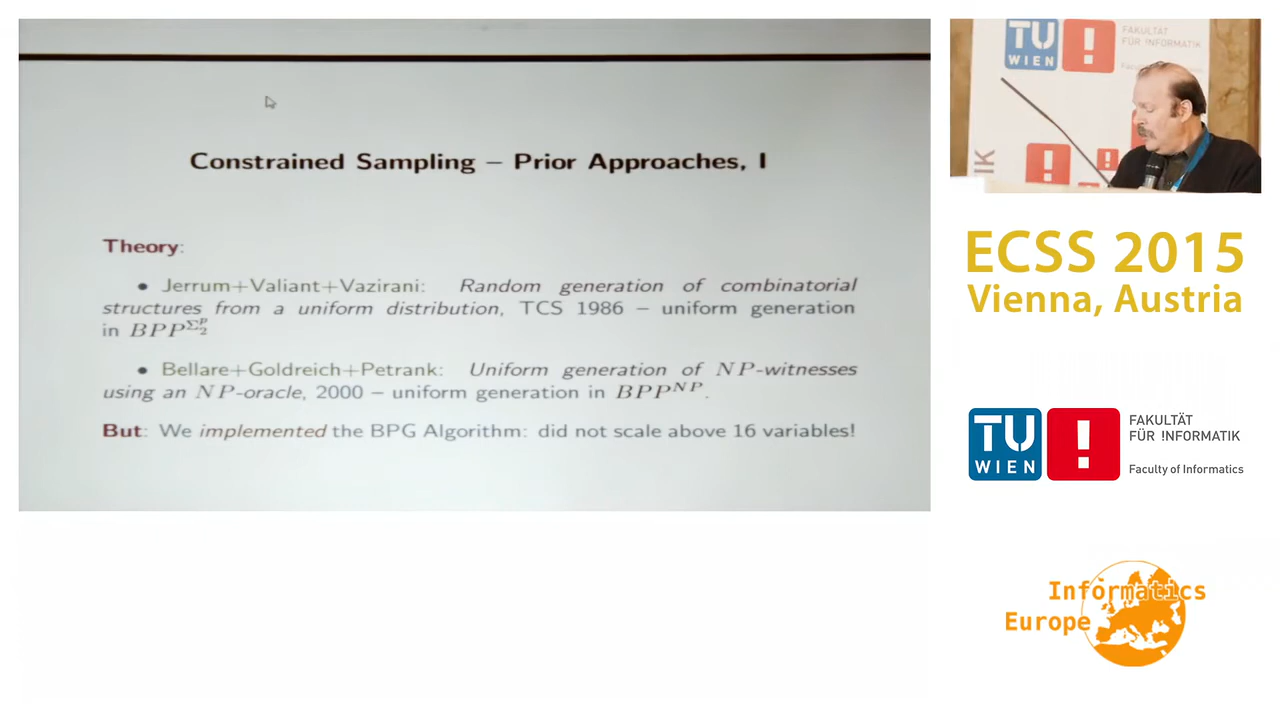 Constrained Sampling – Prior Approaches, I
Theory:
• Jerrum+Valiant+Vazirani: Random generation of combinatorial
structures from a uniform distribution, TCS 1986 – uniform generation
in BPP^{Σ_2^p}
• Bellare+Goldreich+Petrank: Uniform generation of NP-witnesses
using an NP-oracle, 2000 – uniform generation in BPP^{NP}.
But: We implemented the BPG Algorithm: did not scale above 16 variables!
TU
WIEN
!
FAKULTÄT
FÜR !NFORMATIK
IK
ECSS 2015
Vienna, Austria
TU
WIEN
!
FAKULTÄT
FÜR !NFORMATIK
Faculty of Informatics
Informatics
Europe